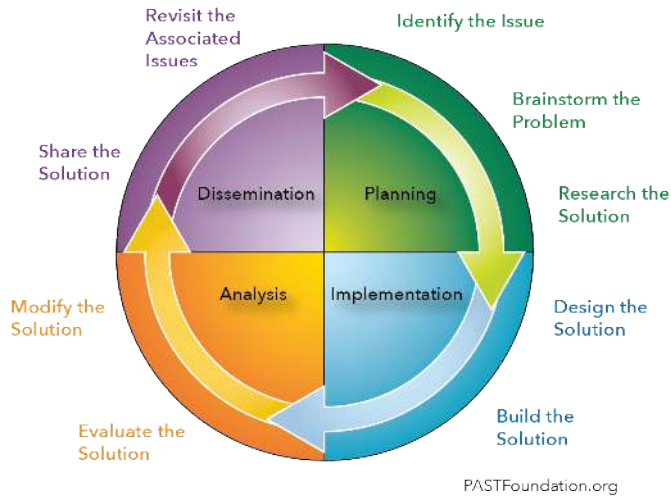 Revisit the
Associated
Issues
Identify the Issue
Brainstorm the
Problem
Share the
Solution
Research the
Solution
Dissemination
Planning
Analysis
Implementation
Modify the
Solution
Design the
Solution
Evaluate the
Solution
Build the
Solution
PASTFoundation.org